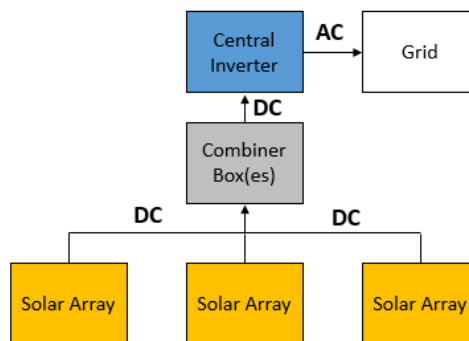 Central
Inverter
AC
Grid
DC
Combiner
Box(es)
DC
DC
Solar Array
Solar Array
Solar Array